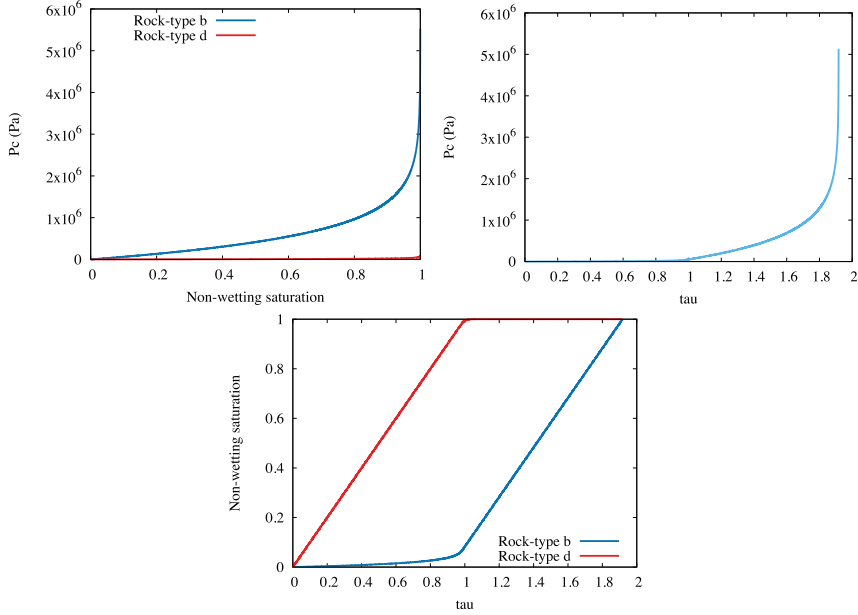 6x10^6
5x10^6
4x10^6
3x10^6
2x10^6
1x10^6
0
Pc (Pa)
Rock-type b
Rock-type d
0 0.2 0.4 0.6 0.8 1
Non-wetting saturation
6x10^6
5x10^6
4x10^6
3x10^6
2x10^6
1x10^6
0
Pc (Pa)
0 0.2 0.4 0.6 0.8 1 1.2 1.4 1.6 1.8 2
tau
1
0.8
0.6
0.4
0.2
0
Non-wetting saturation
Rock-type b
Rock-type d
0 0.2 0.4 0.6 0.8 1 1.2 1.4 1.6 1.8 2
tau